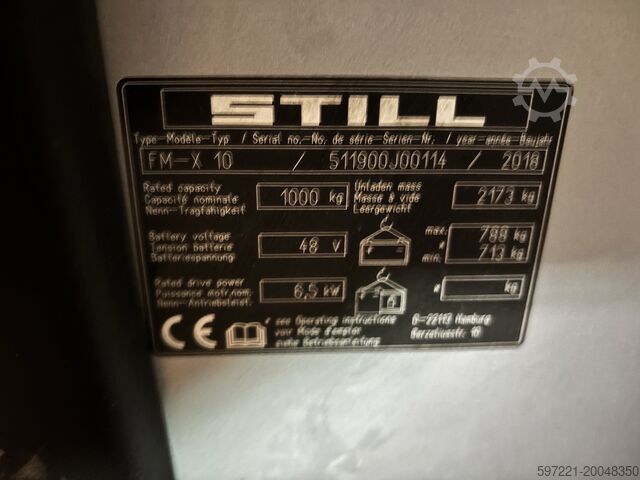 STILL
Type-Modèle-Typ / Serial no.-No. de série-Serien-Nr. / year-année-Baujahr
FM-X 10 / 511900J00114 / 2018
Rated capacity
Capacité nominale
Nenn-Tragfähigkeit
1000 kg
Unladen mass
Masse à vide
Leergewicht
2173 kg
Battery voltage
Tension batterie
Batteriespannung
48 V
max. 788 kg
*
min. 713 kg
Rated drive power
Puissance motr.nom.
Nenn-Antriebsleist.
6,5 kW
* kg
CE
* see Operating instructions
voir Mode d'emploi
siehe Betriebsanleitung
D-22113 Hamburg
Berzeliusstr. 10
597221-20048350